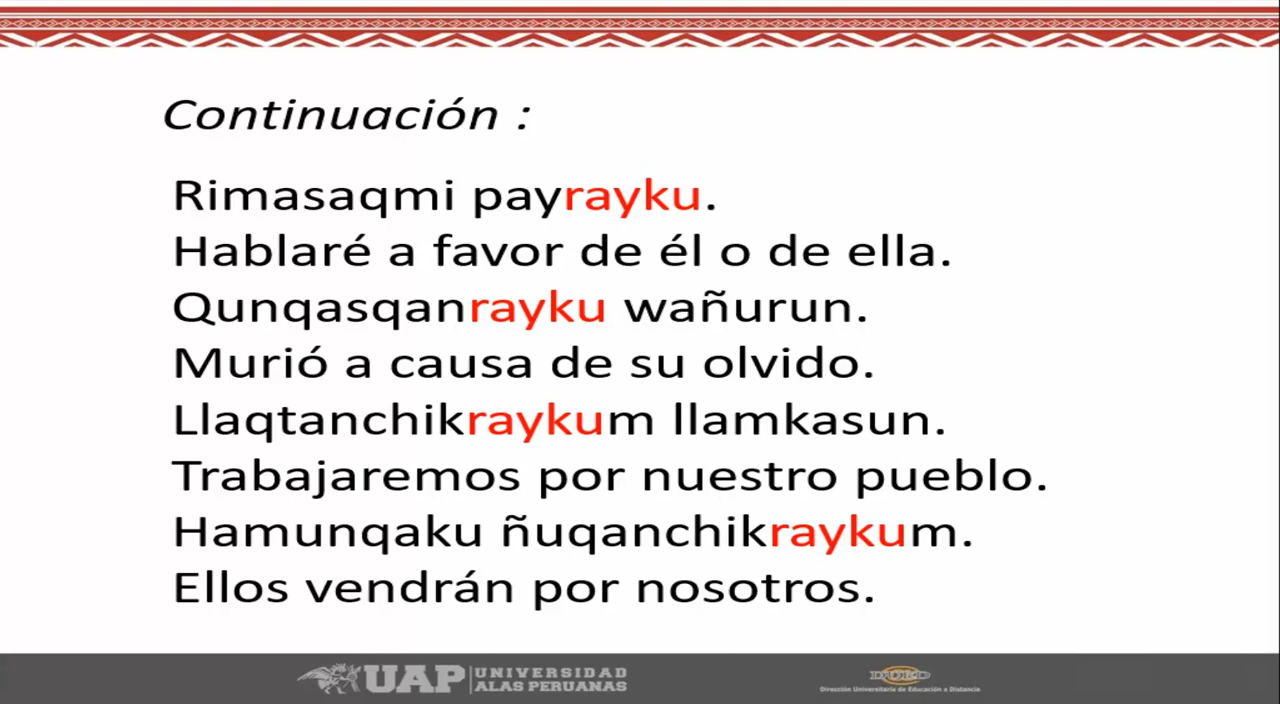 Continuación :
Rimasaqmi payrayku.
Hablaré a favor de él o de ella.
Qunqasqanrayku wañurun.
Murió a causa de su olvido.
Llaqtanchikraykum llamkasun.
Trabajaremos por nuestro pueblo.
Hamunqaku ñuqanchikraykum.
Ellos vendrán por nosotros.
UAP UNIVERSIDAD ALAS PERUANAS
DUED
Dirección Universitaria de Educación a Distancia